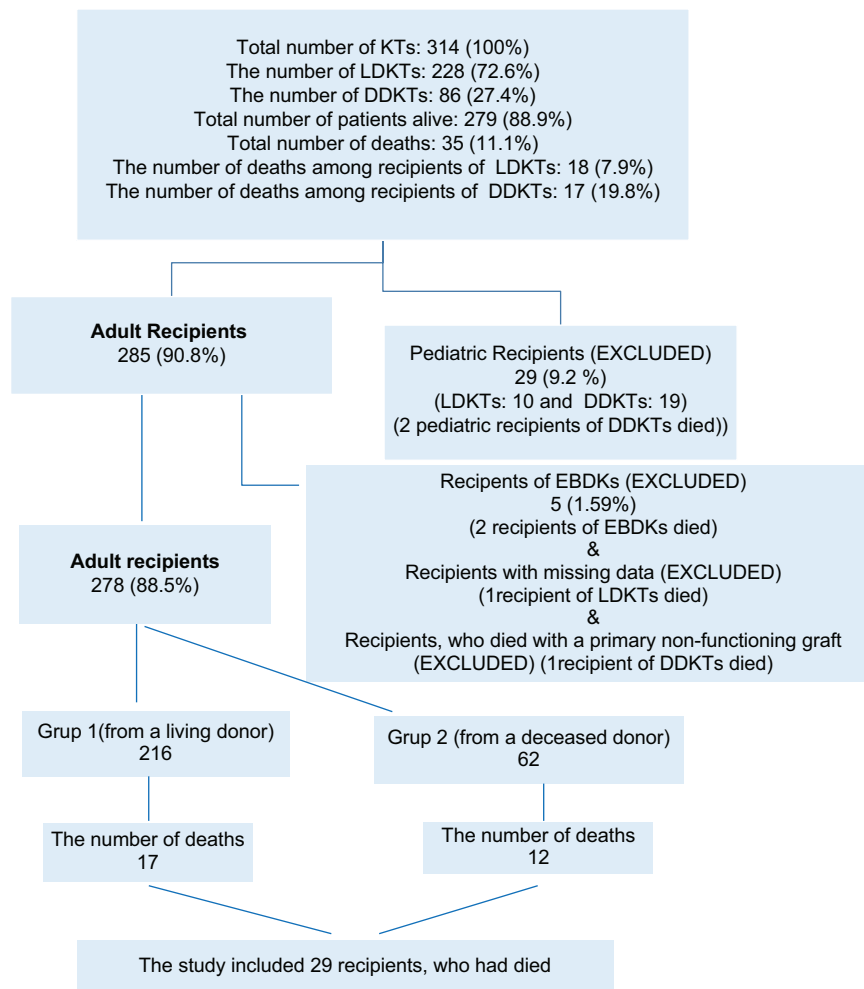 Total number of KTs: 314 (100%)
The number of LDKTs: 228 (72.6%)
The number of DDKTs: 86 (27.4%)
Total number of patients alive: 279 (88.9%)
Total number of deaths: 35 (11.1%)
The number of deaths among recipients of LDKTs: 18 (7.9%)
The number of deaths among recipients of DDKTs: 17 (19.8%)
Adult Recipients
285 (90.8%)
Pediatric Recipients (EXCLUDED)
29 (9.2 %)
(LDKTs: 10 and DDKTs: 19)
(2 pediatric recipients of DDKTs died))
Recipents of EBDKs (EXCLUDED)
5 (1.59%)
(2 recipients of EBDKs died)
&
Recipients with missing data (EXCLUDED)
(1recipient of LDKTs died)
&
Recipients, who died with a primary non-functioning graft
(EXCLUDED) (1recipient of DDKTs died)
Adult recipients
278 (88.5%)
Grup 1(from a living donor)
216
Grup 2 (from a deceased donor)
62
The number of deaths
17
The number of deaths
12
The study included 29 recipients, who had died